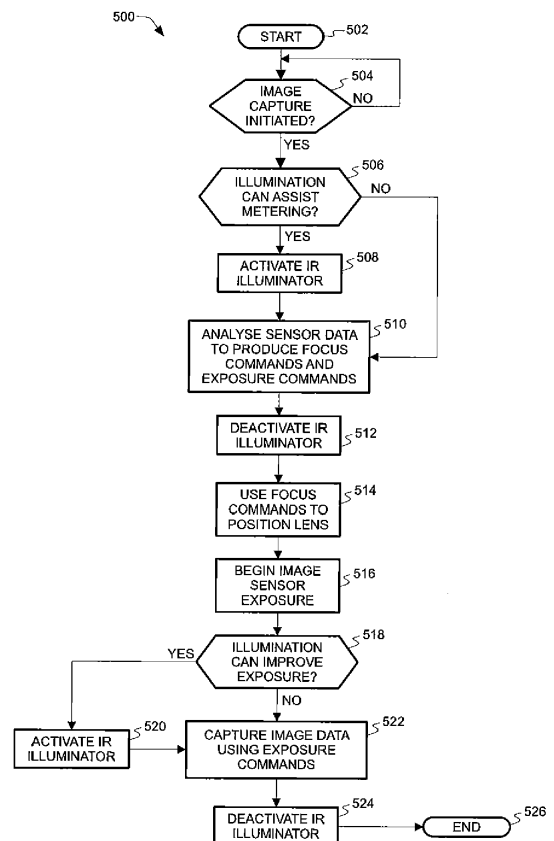 500
START
502
IMAGE
CAPTURE
INITIATED?
504
NO
YES
ILLUMINATION
CAN ASSIST
METERING?
506
NO
YES
ACTIVATE IR
ILLUMINATOR
508
ANALYSE SENSOR DATA
TO PRODUCE FOCUS
COMMANDS AND
EXPOSURE COMMANDS
510
DEACTIVATE IR
ILLUMINATOR
512
USE FOCUS
COMMANDS TO
POSITION LENS
514
BEGIN IMAGE
SENSOR
EXPOSURE
516
ILLUMINATION
CAN IMPROVE
EXPOSURE?
518
YES
NO
ACTIVATE IR
ILLUMINATOR
520
CAPTURE IMAGE DATA
USING EXPOSURE
COMMANDS
522
DEACTIVATE IR
ILLUMINATOR
524
END
526